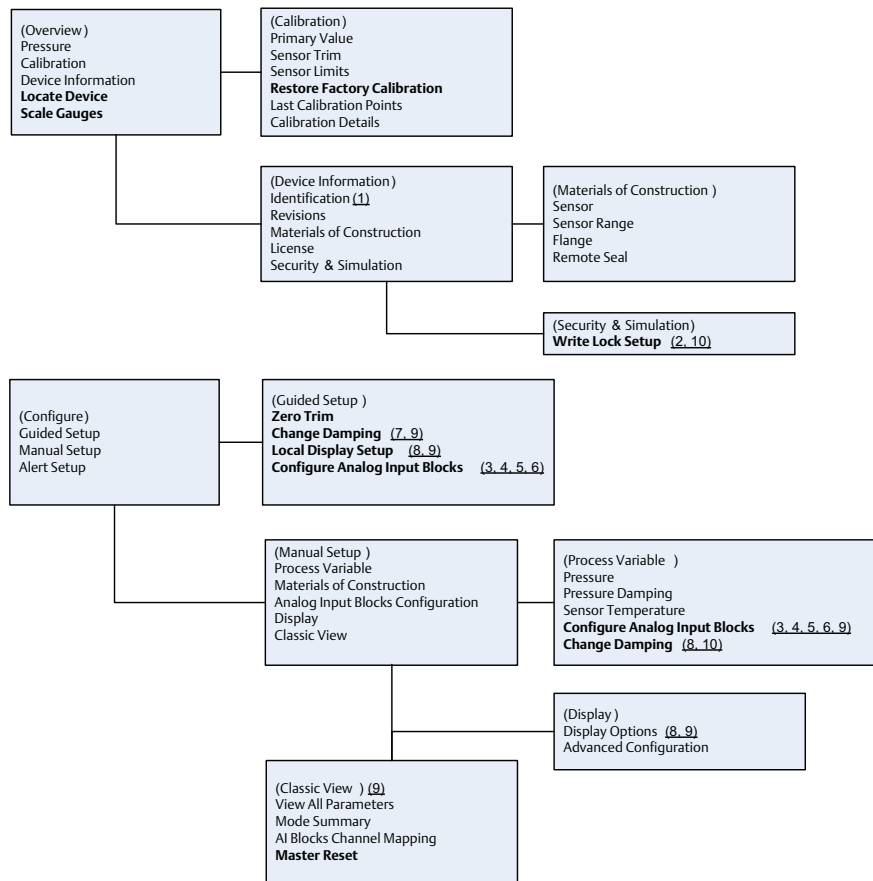 (Overview)
Pressure
Calibration
Device Information
Locate Device
Scale Gauges
(Calibration)
Primary Value
Sensor Trim
Sensor Limits
Restore Factory Calibration
Last Calibration Points
Calibration Details
(Device Information)
Identification (1)
Revisions
Materials of Construction
License
Security & Simulation
(Materials of Construction )
Sensor
Sensor Range
Flange
Remote Seal
(Security & Simulation)
Write Lock Setup (2, 10)
(Configure)
Guided Setup
Manual Setup
Alert Setup
(Guided Setup )
Zero Trim
Change Damping (7, 9)
Local Display Setup (8, 9)
Configure Analog Input Blocks (3, 4, 5, 6)
(Manual Setup )
Process Variable
Materials of Construction
Analog Input Blocks Configuration
Display
Classic View
(Process Variable )
Pressure
Pressure Damping
Sensor Temperature
Configure Analog Input Blocks (3, 4, 5, 6, 9)
Change Damping (8, 10)
(Display)
Display Options (8, 9)
Advanced Configuration
(Classic View ) (9)
View All Parameters
Mode Summary
AI Blocks Channel Mapping
Master Reset